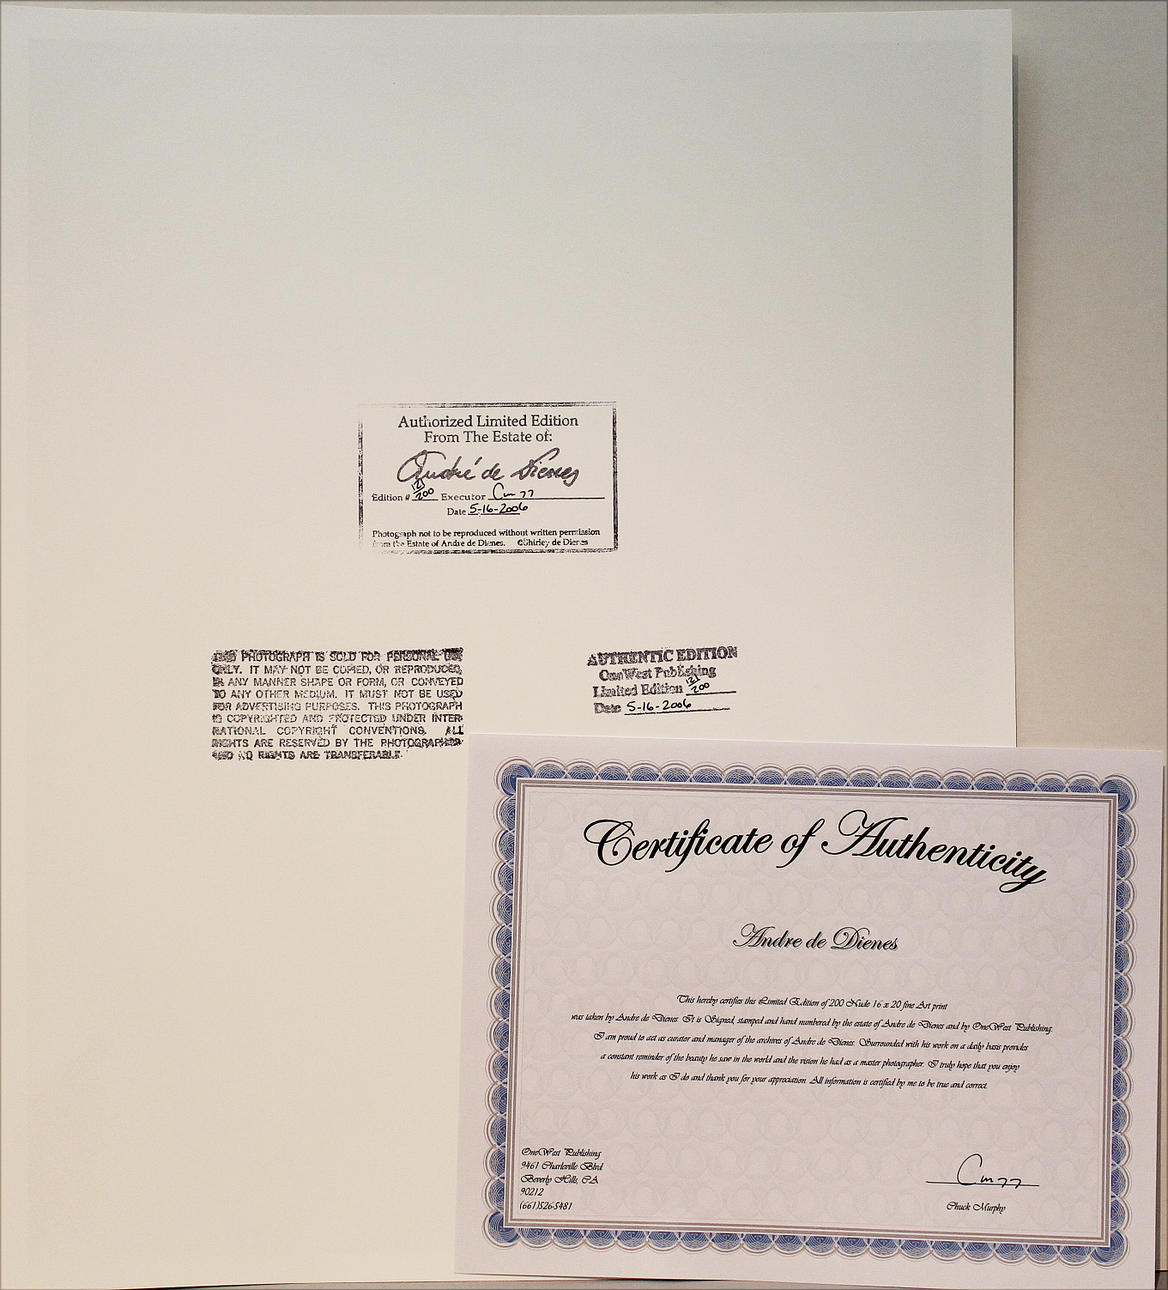 Authorized Limited Edition
From The Estate of:
André de Dienes
Edition # 121/200 Executor
Date 5-16-2006
Photograph not to be reproduced without written permission
from the Estate of Andre de Dienes. ©Shirley de Dienes
PHOTOGRAPH IS SOLD FOR PERSONAL USE
ONLY. IT MAY NOT BE COPIED, OR REPRODUCED,
IN ANY MANNER SHAPE OR FORM, OR CONVEYED
TO ANY OTHER MEDIUM. IT MUST NOT BE USED
FOR ADVERTISING PURPOSES. THIS PHOTOGRAPH
IS COPYRIGHTED AND PROTECTED UNDER INTER-
NATIONAL COPYRIGHT CONVENTIONS. ALL
RIGHTS ARE RESERVED BY THE PHOTOGRAPHER
AND NO RIGHTS ARE TRANSFERABLE.
AUTHENTIC EDITION
OneWest Publishing
Limited Edition 121/200
Date 5-16-2006
Certificate of Authenticity
Andre de Dienes
This hereby certifies this Limited Edition of 200 Nude 16 x 20 fine Art print
was taken by Andre de Dienes. It is Signed, stamped and hand numbered by the estate of Andre de Dienes and by OneWest Publishing.
I am proud to act as curator and manager of the archives of Andre de Dienes. Surrounded with his work on a daily basis provides
a constant reminder of the beauty he saw in the world and the vision he had as a master photographer. I truly hope that you enjoy
his work as I do and thank you for your appreciation. All information is certified by me to be true and correct.
OneWest Publishing
9461 Charleville Blvd
Beverly Hills, CA
90212
(661)526-5481
Chuck Murphy